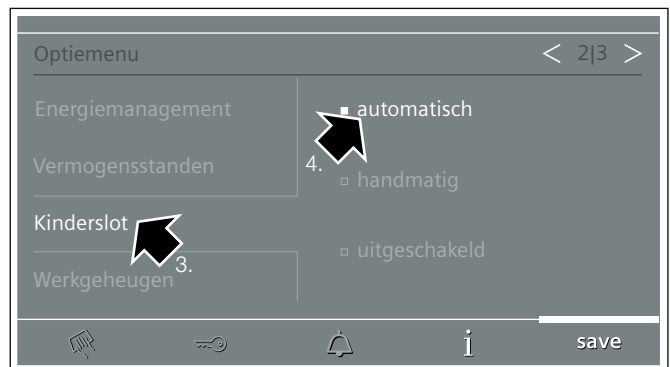 Optiemenu < 2|3 >
Energiemanagement
automatisch
4.
Vermogensstanden
handmatig
Kinderslot
3.
uitgeschakeld
Werkgeheugen
i save